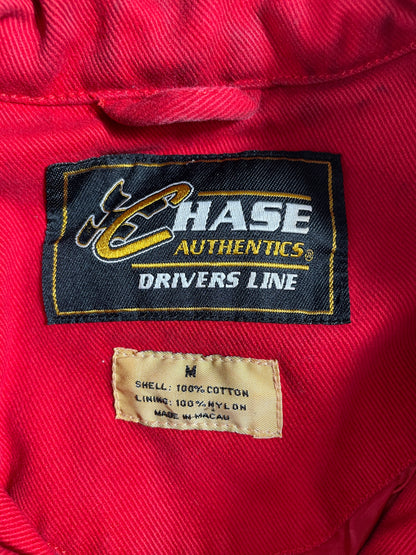 CHASE
AUTHENTICS®
DRIVERS LINE
M
SHELL: 100% COTTON
LINING: 100% NYLON
MADE IN MACAU